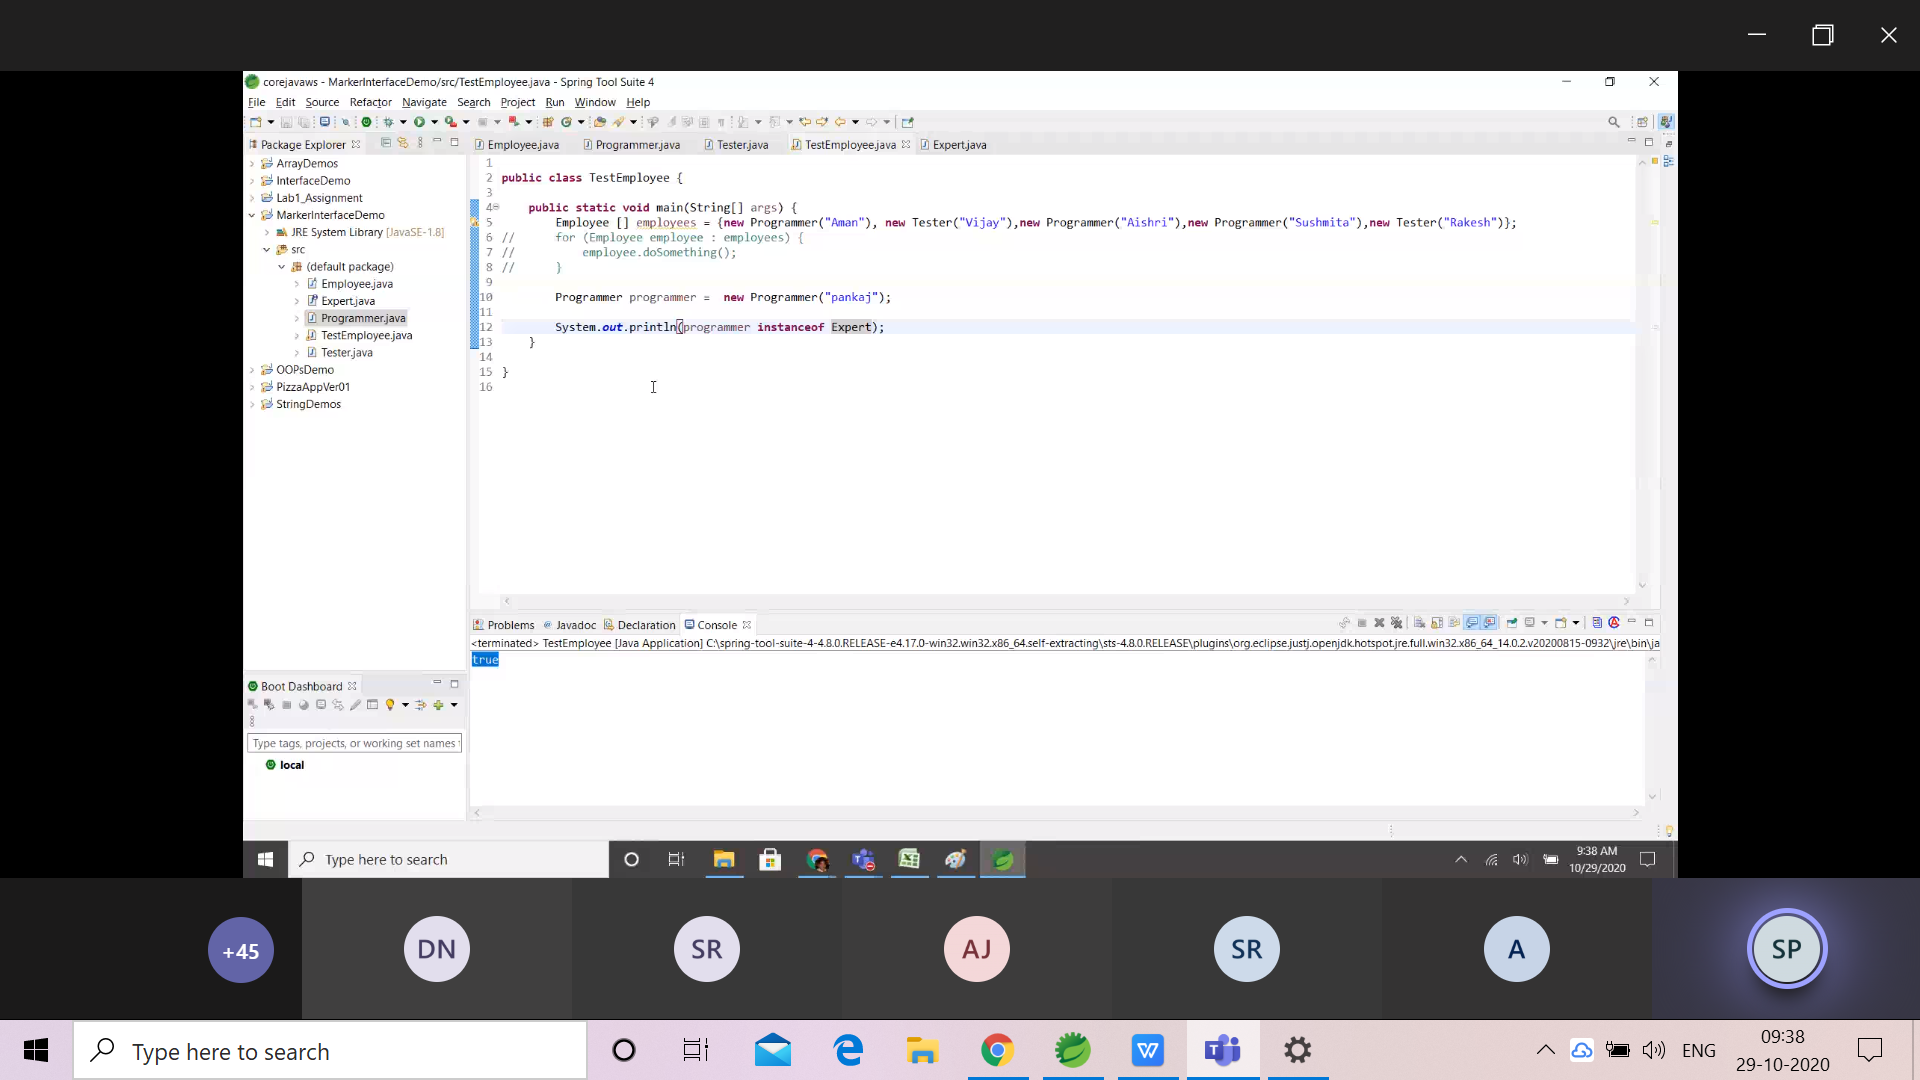 corejavaws - MarkerInterfaceDemo/src/TestEmployee.java - Spring Tool Suite 4
File Edit Source Refactor Navigate Search Project Run Window Help
Package Explorer
Employee.java Programmer.java Tester.java TestEmployee.java Expert.java
ArrayDemos
InterfaceDemo
Lab1_Assignment
MarkerInterfaceDemo
JRE System Library [JavaSE-1.8]
src
(default package)
Employee.java
Expert.java
Programmer.java
TestEmployee.java
Tester.java
OOPsDemo
PizzaAppVer01
StringDemos
1
2 public class TestEmployee {
3
4 public static void main(String[] args) {
5 Employee [] employees = {new Programmer("Aman"), new Tester("Vijay"),new Programmer("Aishri"),new Programmer("Sushmita"),new Tester("Rakesh")};
6 // for (Employee employee : employees) {
7 // employee.doSomething();
8 // }
9
10 Programmer programmer = new Programmer("pankaj");
11
12 System.out.println(programmer instanceof Expert);
13 }
14
15 }
16
Problems Javadoc Declaration Console
<terminated> TestEmployee [Java Application] C:\spring-tool-suite-4-4.8.0.RELEASE-e4.17.0-win32.win32.x86_64.self-extracting\sts-4.8.0.RELEASE\plugins\org.eclipse.justj.openjdk.hotspot.jre.full.win32.x86_64_14.0.2.v20200815-0932\jre\bin\ja
true
Boot Dashboard
Type tags, projects, or working set names
local
Type here to search
9:38 AM
10/29/2020
+45 DN SR AJ SR A SP
Type here to search
ENG
09:38
29-10-2020